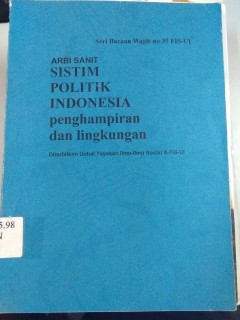 Seri Bacaan Wajib no 37 FIS-UI
ARBI SANIT
SISTIM
POLITIK
INDONESIA
penghampiran
dan lingkungan
Diterbitkan Untuk Yayasan Ilmu-Ilmu Sosial & FIS-UI
5.98
N